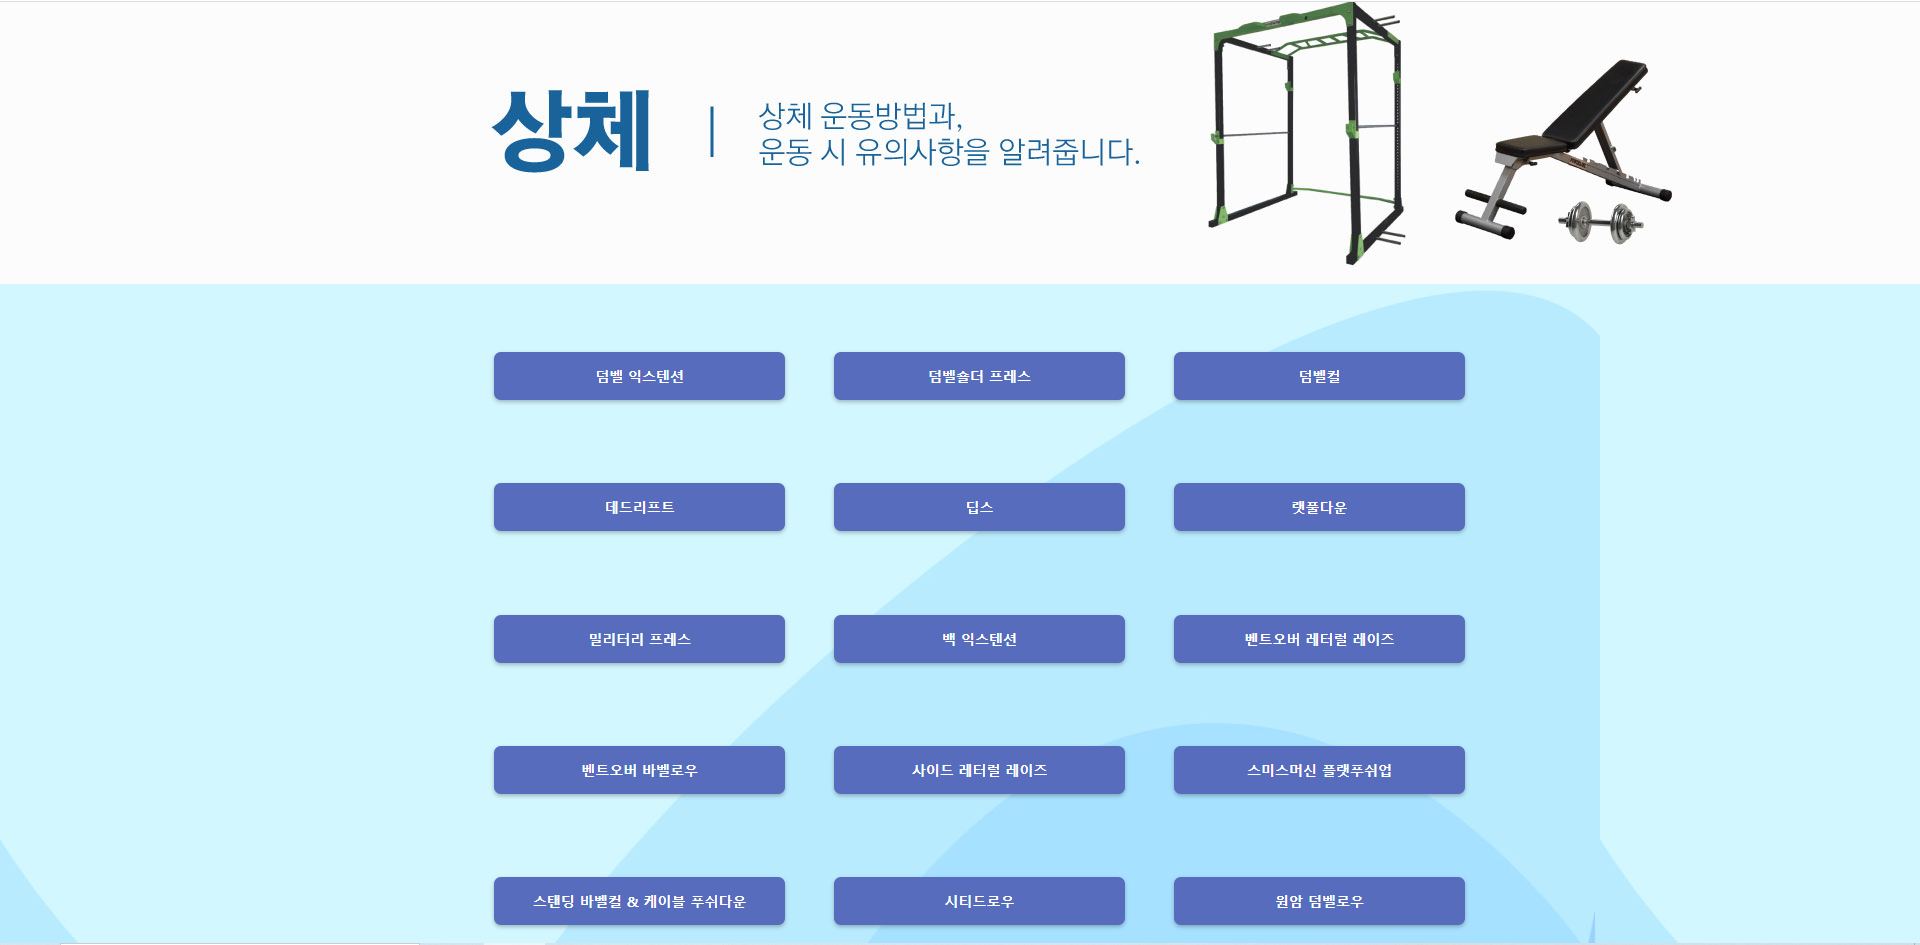 상체
상체 운동방법과,
운동 시 유의사항을 알려줍니다.
덤벨 익스텐션
덤벨숄더 프레스
덤벨컬
데드리프트
딥스
랫풀다운
밀리터리 프레스
백 익스텐션
벤트오버 레터럴 레이즈
벤트오버 바벨로우
사이드 레터럴 레이즈
스미스머신 플랫푸쉬업
스탠딩 바벨컬 & 케이블 푸쉬다운
시티드로우
원암 덤벨로우